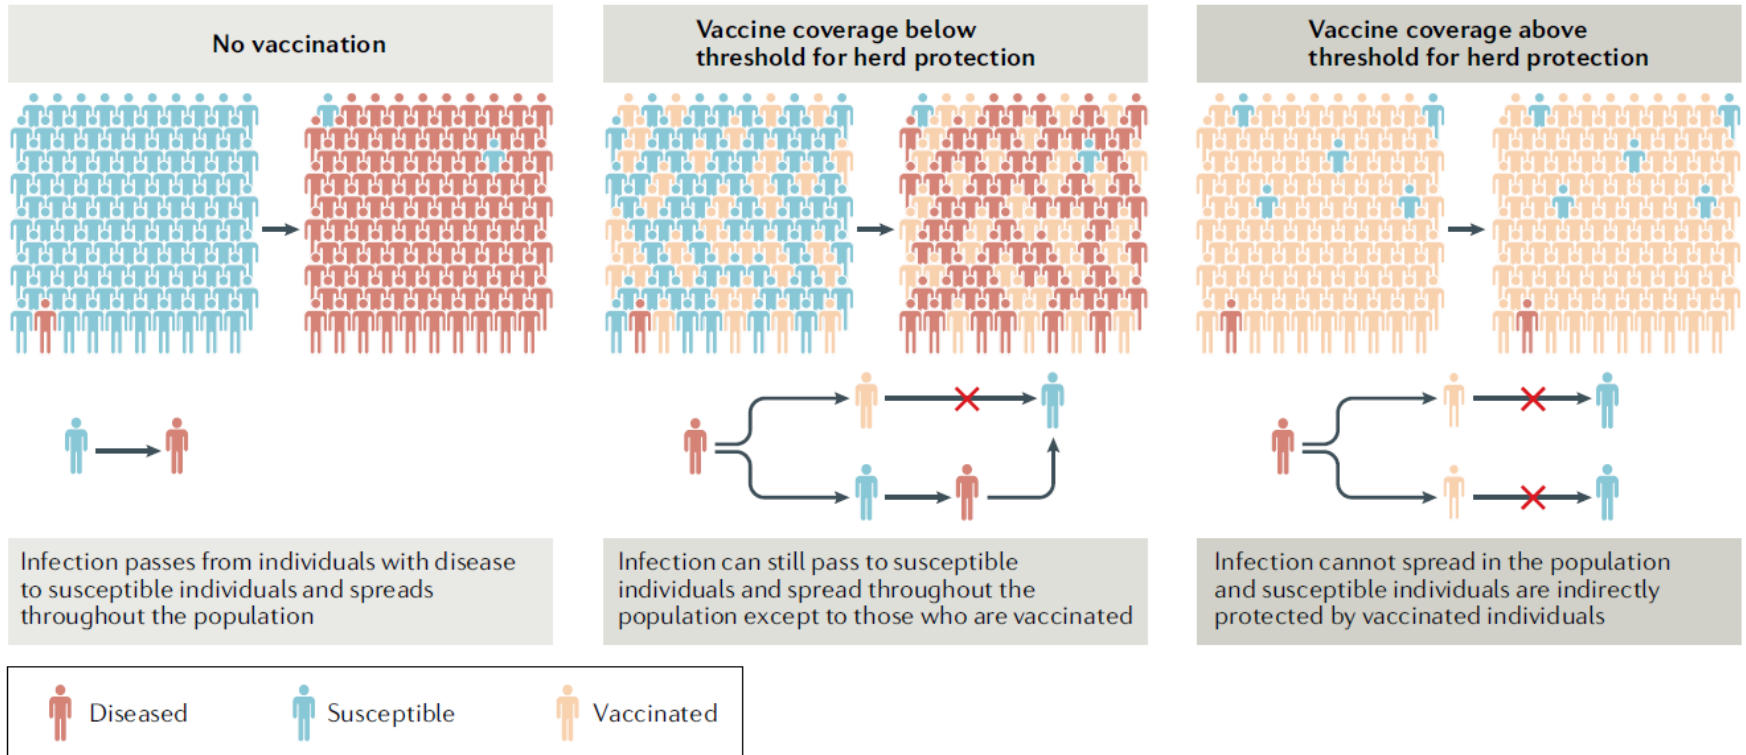 No vaccination
Vaccine coverage below
threshold for herd protection
Vaccine coverage above
threshold for herd protection
Infection passes from individuals with disease
to susceptible individuals and spreads
throughout the population
Infection can still pass to susceptible
individuals and spread throughout the
population except to those who are vaccinated
Infection cannot spread in the population
and susceptible individuals are indirectly
protected by vaccinated individuals
Diseased
Susceptible
Vaccinated